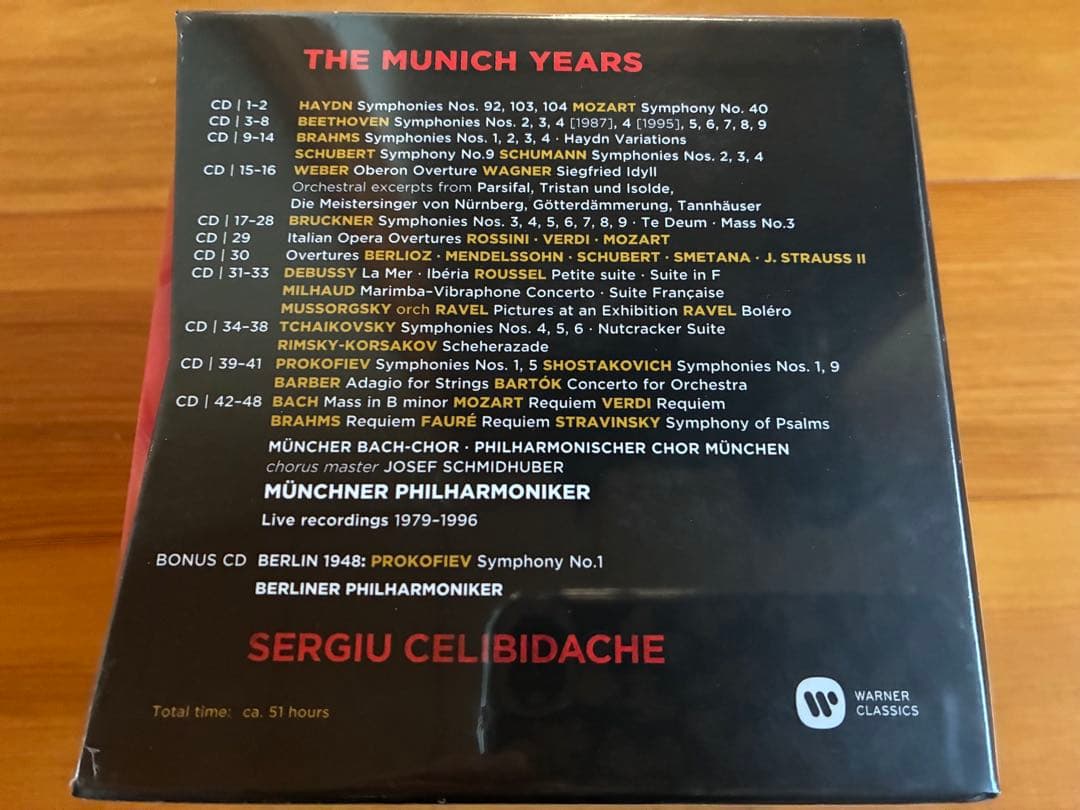 THE MUNICH YEARS
CD | 1–2 HAYDN Symphonies Nos. 92, 103, 104 MOZART Symphony No. 40
CD | 3–8 BEETHOVEN Symphonies Nos. 2, 3, 4 [1987], 4 [1995], 5, 6, 7, 8, 9
CD | 9–14 BRAHMS Symphonies Nos. 1, 2, 3, 4 · Haydn Variations
SCHUBERT Symphony No.9 SCHUMANN Symphonies Nos. 2, 3, 4
CD | 15–16 WEBER Oberon Overture WAGNER Siegfried Idyll
Orchestral excerpts from Parsifal, Tristan und Isolde,
Die Meistersinger von Nürnberg, Götterdämmerung, Tannhäuser
CD | 17–28 BRUCKNER Symphonies Nos. 3, 4, 5, 6, 7, 8, 9 · Te Deum · Mass No.3
CD | 29 Italian Opera Overtures ROSSINI · VERDI · MOZART
CD | 30 Overtures BERLIOZ · MENDELSSOHN · SCHUBERT · SMETANA · J. STRAUSS II
CD | 31–33 DEBUSSY La Mer · Ibéria ROUSSEL Petite suite · Suite in F
MILHAUD Marimba–Vibraphone Concerto · Suite Française
MUSSORGSKY orch RAVEL Pictures at an Exhibition RAVEL Boléro
CD | 34–38 TCHAIKOVSKY Symphonies Nos. 4, 5, 6 · Nutcracker Suite
RIMSKY-KORSAKOV Scheherazade
CD | 39–41 PROKOFIEV Symphonies Nos. 1, 5 SHOSTAKOVICH Symphonies Nos. 1, 9
BARBER Adagio for Strings BARTÓK Concerto for Orchestra
CD | 42–48 BACH Mass in B minor MOZART Requiem VERDI Requiem
BRAHMS Requiem FAURÉ Requiem STRAVINSKY Symphony of Psalms
MÜNCHER BACH-CHOR · PHILHARMONISCHER CHOR MÜNCHEN
chorus master JOSEF SCHMIDHUBER
MÜNCHNER PHILHARMONIKER
Live recordings 1979–1996
BONUS CD BERLIN 1948: PROKOFIEV Symphony No.1
BERLINER PHILHARMONIKER
SERGIU CELIBIDACHE
Total time: ca. 51 hours
WARNER
CLASSICS